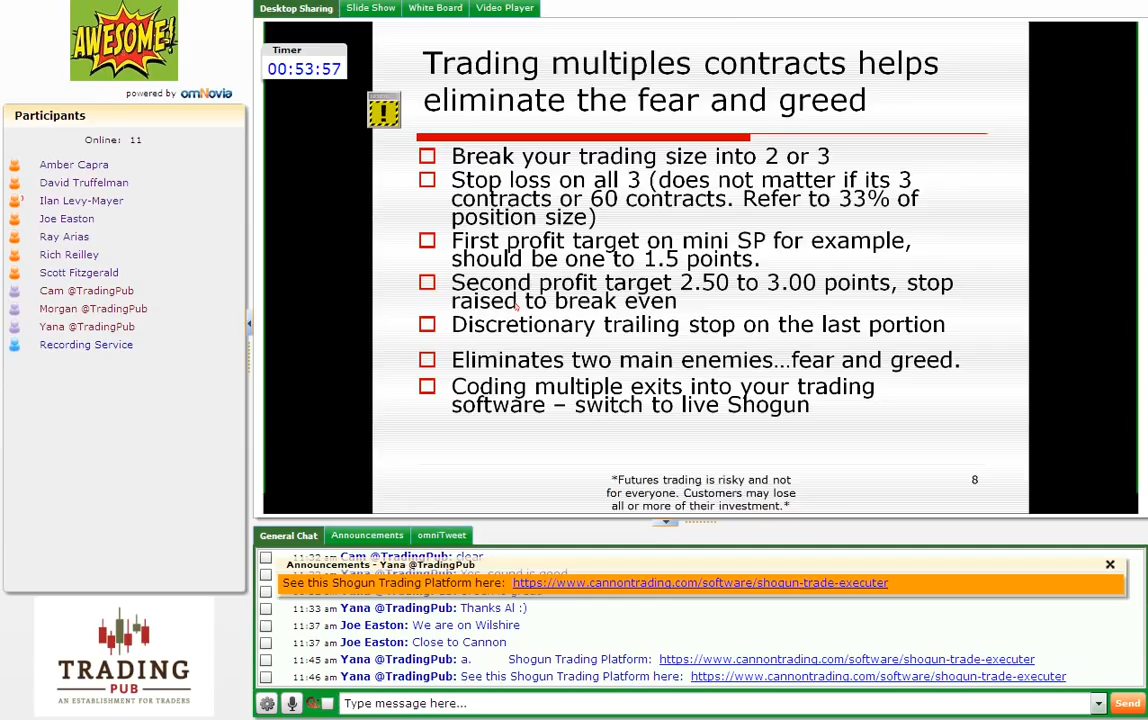 Desktop Sharing
Slide Show
White Board
Video Player
AWESOME!
powered by omNovia
Participants
Online: 11
Amber Capra
David Truffelman
Ilan Levy-Mayer
Joe Easton
Ray Arias
Rich Reilley
Scott Fitzgerald
Cam @TradingPub
Morgan @TradingPub
Yana @TradingPub
Recording Service
TRADING
PUB
AN ESTABLISHMENT FOR TRADERS
Timer
00:53:57
Trading multiples contracts helps
eliminate the fear and greed
Break your trading size into 2 or 3
Stop loss on all 3 (does not matter if its 3
contracts or 60 contracts. Refer to 33% of
position size)
First profit target on mini SP for example,
should be one to 1.5 points.
Second profit target 2.50 to 3.00 points, stop
raised to break even
Discretionary trailing stop on the last portion
Eliminates two main enemies…fear and greed.
Coding multiple exits into your trading
software – switch to live Shogun
*Futures trading is risky and not
for everyone. Customers may lose
all or more of their investment.*
8
General Chat
Announcements
omniTweet
11:32 am Cam @TradingPub: clear
Announcements - Yana @TradingPub
See this Shogun Trading Platform here: https://www.cannontrading.com/software/shogun-trade-executer
11:33 am Yana @TradingPub: Thanks Al :)
11:37 am Joe Easton: We are on Wilshire
11:37 am Joe Easton: Close to Cannon
11:45 am Yana @TradingPub: a. Shogun Trading Platform: https://www.cannontrading.com/software/shogun-trade-executer
11:46 am Yana @TradingPub: See this Shogun Trading Platform here: https://www.cannontrading.com/software/shogun-trade-executer
Type message here...
Send